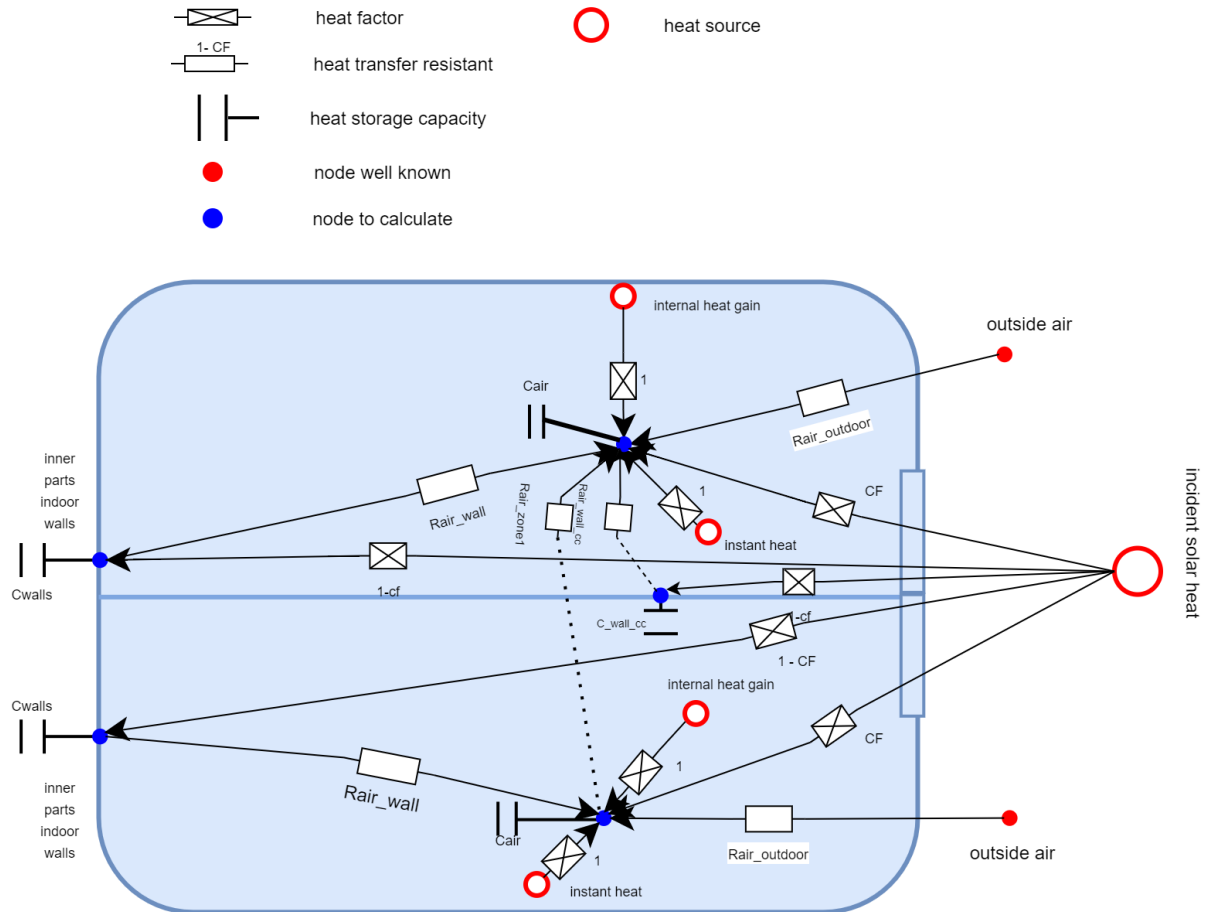 heat factor
heat source
1- CF
heat transfer resistant
heat storage capacity
node well known
node to calculate
internal heat gain
outside air
1
Cair
Rair_outdoor
inner
parts
indoor
walls
Rair_wall
Rair_zone1
Rair_wall_cc
1
CF
incident solar heat
instant heat
Cwalls
1-cf
C_wall_cc
1-cf
1 - CF
internal heat gain
Cwalls
CF
1
Rair_wall
inner
parts
indoor
walls
Cair
1
Rair_outdoor
outside air
instant heat